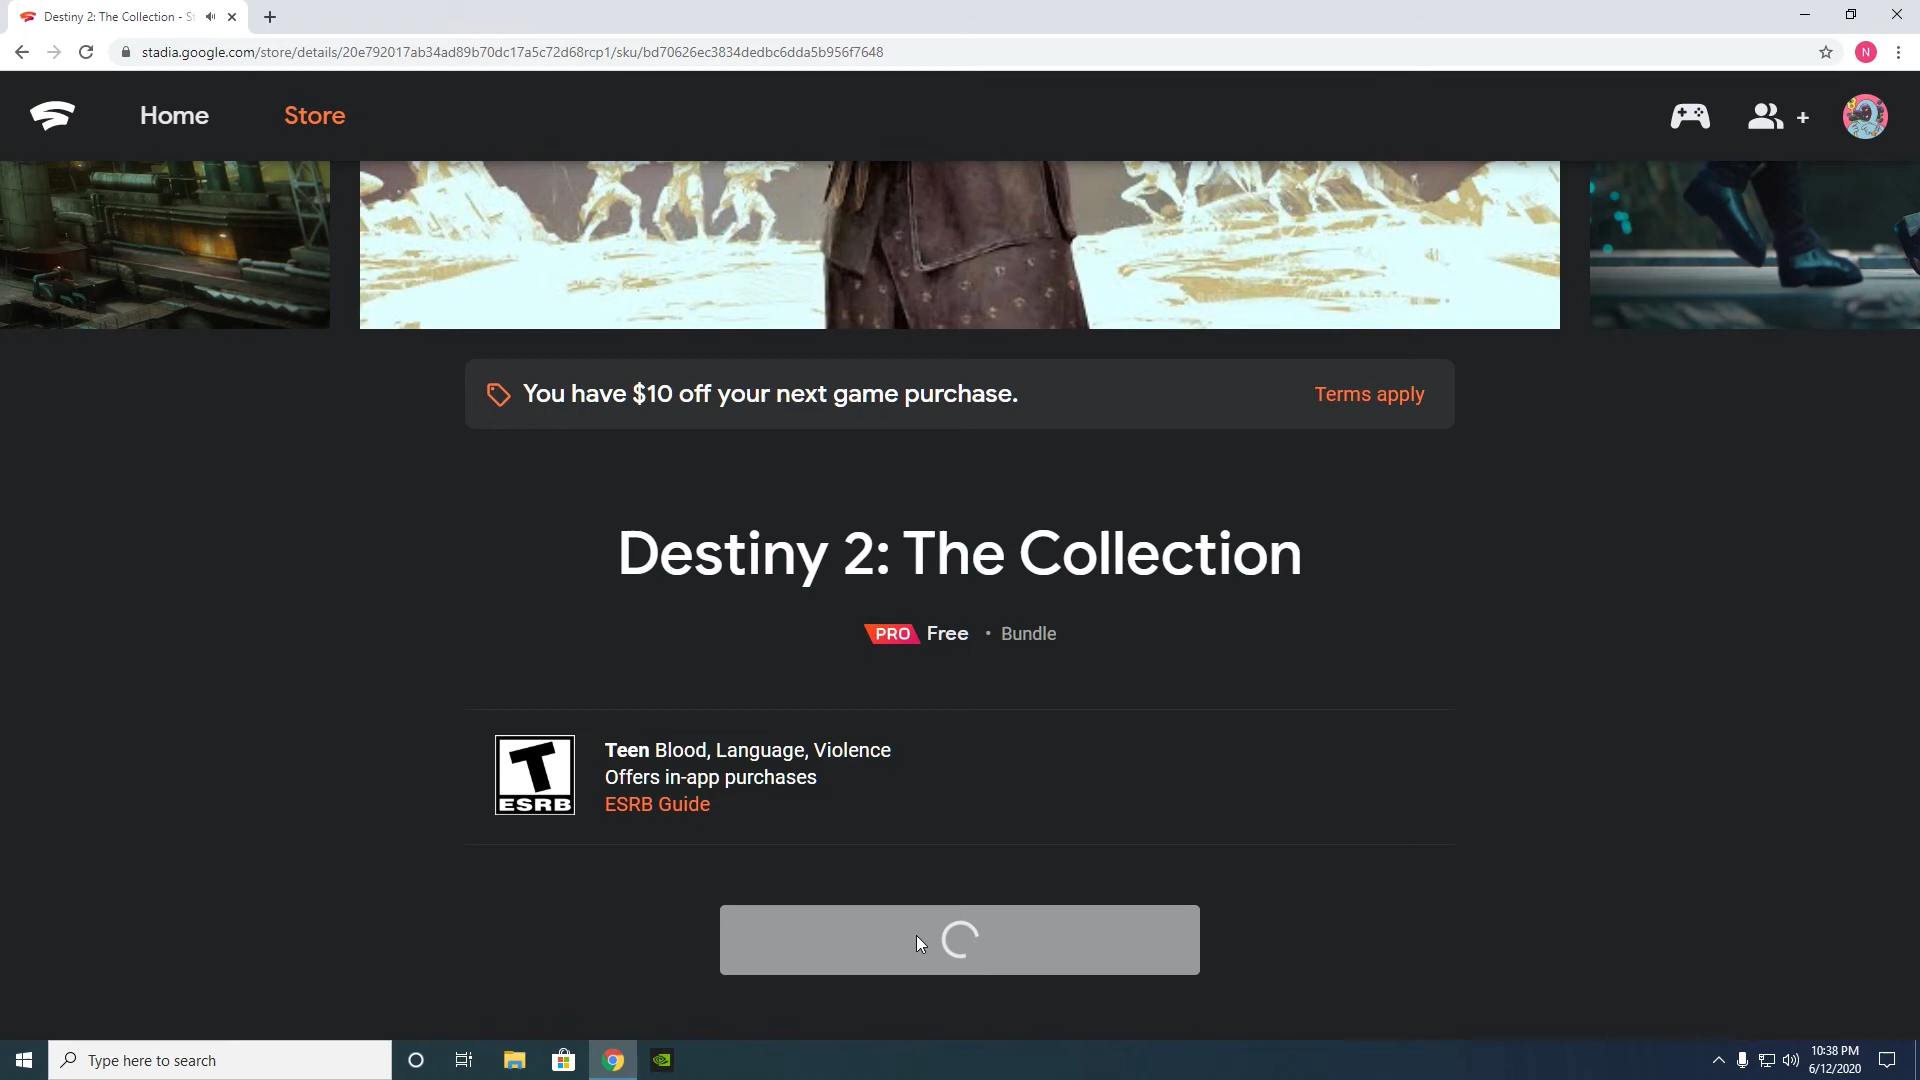 Destiny 2: The Collection - St
stadia.google.com/store/details/20e792017ab34ad89b70dc17a5c72d68rcp1/sku/bd70626ec3834dedbc6dda5b956f7648
N
Home
Store
+
You have $10 off your next game purchase.
Terms apply
Destiny 2: The Collection
PRO Free • Bundle
T
ESRB
Teen Blood, Language, Violence
Offers in-app purchases
ESRB Guide
Type here to search
10:38 PM
6/12/2020